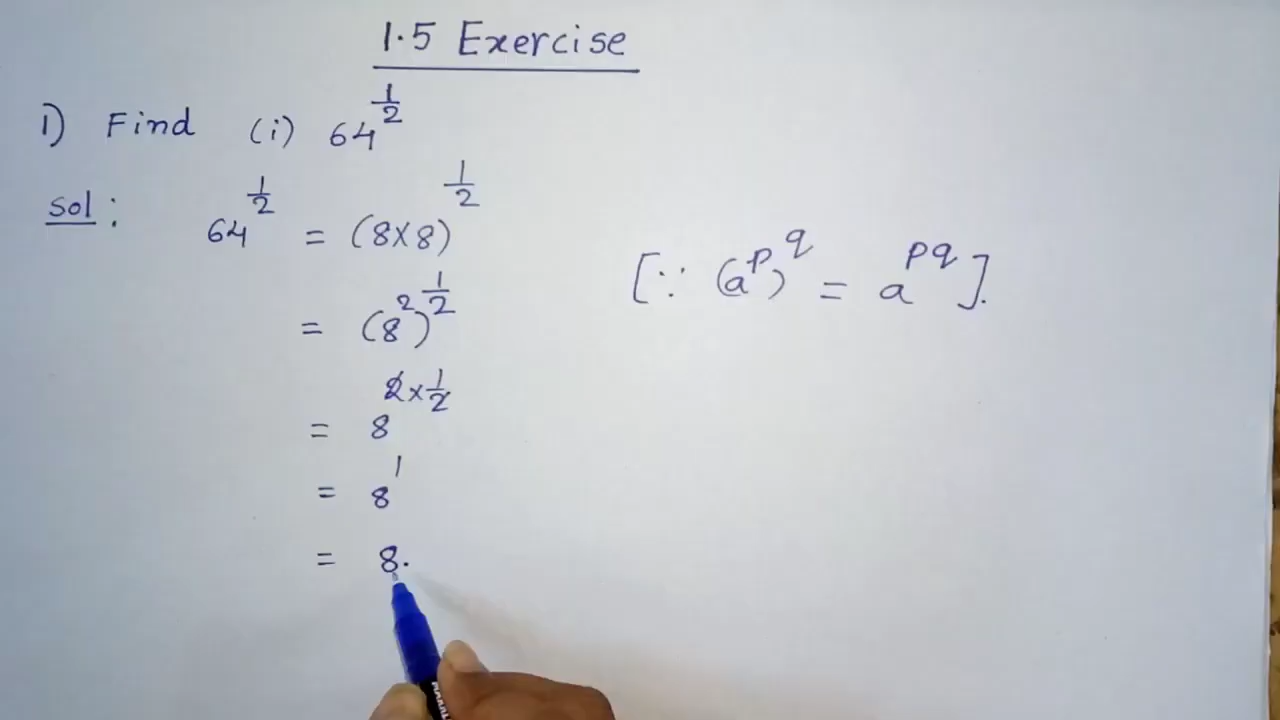 1.5 Exercise
1) Find (i) 64^1/2
Sol: 64^1/2 = (8×8)^1/2
[∵ (a^p)^q = a^pq].
= (8^2)^1/2
= 8^2×1/2
= 8^1
= 8.